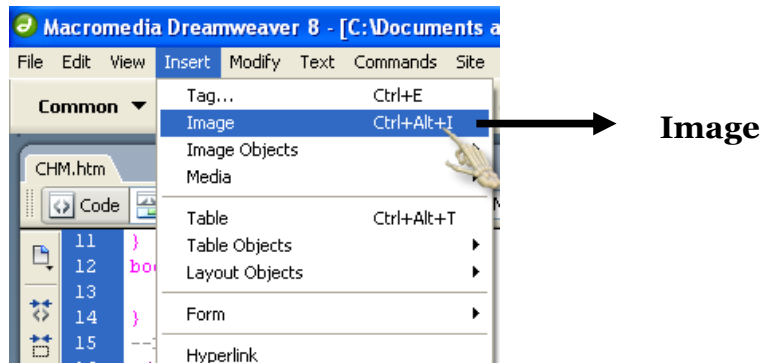 Macromedia Dreamweaver 8 - [C:\Documents a
File Edit View Insert Modify Text Commands Site
Common
Tag... Ctrl+E
Image Ctrl+Alt+I
Image
Image Objects
CHM.htm
Media
Code
Table Ctrl+Alt+T
11 }
Table Objects
12
Layout Objects
13
14 }
Form
15
Hyperlink